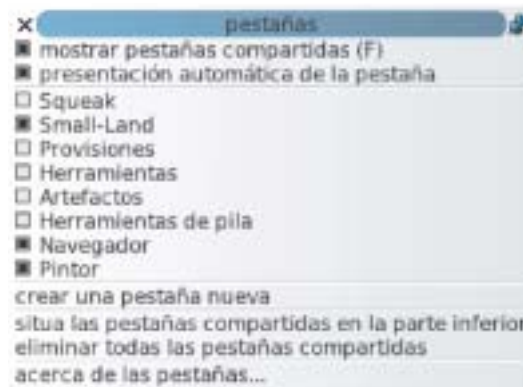 pestañas
mostrar pestañas compartidas (F)
presentación automática de la pestaña
Squeak
Small-Land
Provisiones
Herramientas
Artefactos
Herramientas de pila
Navegador
Pintor
crear una pestaña nueva
situa las pestañas compartidas en la parte inferior
eliminar todas las pestañas compartidas
acerca de las pestañas...